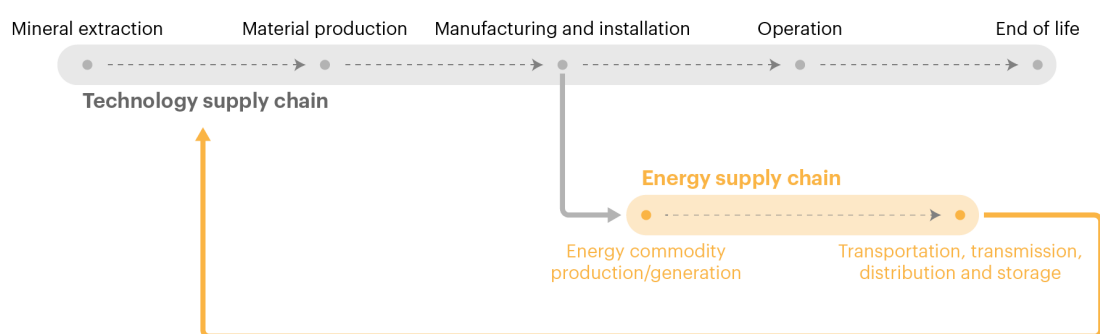 Mineral extraction
Material production
Manufacturing and installation
Operation
End of life
Technology supply chain
Energy supply chain
Energy commodity
production/generation
Transportation, transmission,
distribution and storage